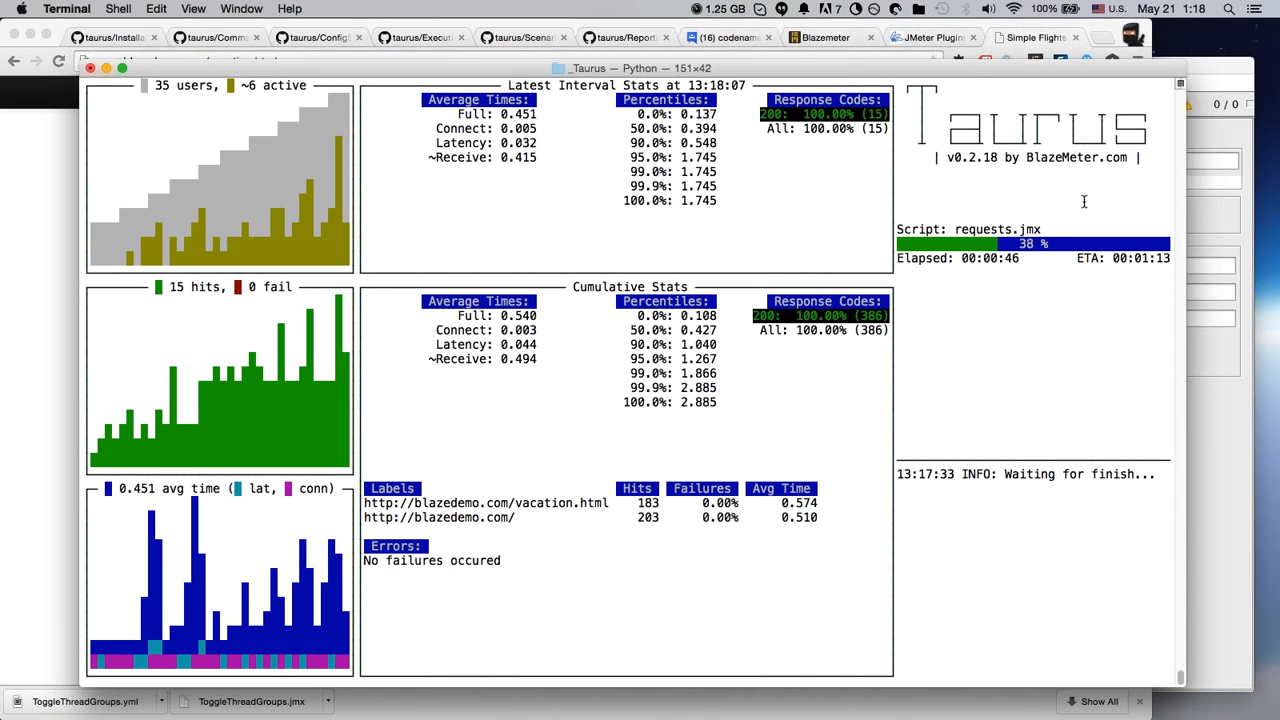 Terminal Shell Edit View Window Help 1.25 GB 7 100% U.S. May 21 1:18
taurus/Installa taurus/Comma taurus/Config taurus/Executi taurus/Scena taurus/Report (16) codename Blazemeter JMeter Plugins Simple Flights
_Taurus — Python — 151×42
0 / 0
35 users, ~6 active
Latest Interval Stats at 13:18:07
Average Times: Percentiles: Response Codes:
Full: 0.451 0.0%: 0.137 200: 100.00% (15)
Connect: 0.005 50.0%: 0.394 All: 100.00% (15)
Latency: 0.032 90.0%: 0.548
~Receive: 0.415 95.0%: 1.745
99.0%: 1.745
99.9%: 1.745
100.0%: 1.745
Taurus
| v0.2.18 by BlazeMeter.com |
Script: requests.jmx
38 %
Elapsed: 00:00:46 ETA: 00:01:13
15 hits, 0 fail
Cumulative Stats
Average Times: Percentiles: Response Codes:
Full: 0.540 0.0%: 0.108 200: 100.00% (386)
Connect: 0.003 50.0%: 0.427 All: 100.00% (386)
Latency: 0.044 90.0%: 1.040
~Receive: 0.494 95.0%: 1.267
99.0%: 1.866
99.9%: 2.885
100.0%: 2.885
13:17:33 INFO: Waiting for finish...
0.451 avg time ( lat, conn)
Labels Hits Failures Avg Time
http://blazedemo.com/vacation.html 183 0.00% 0.574
http://blazedemo.com/ 203 0.00% 0.510
Errors:
No failures occured
ToggleThreadGroups.yml ToggleThreadGroups.jmx Show All